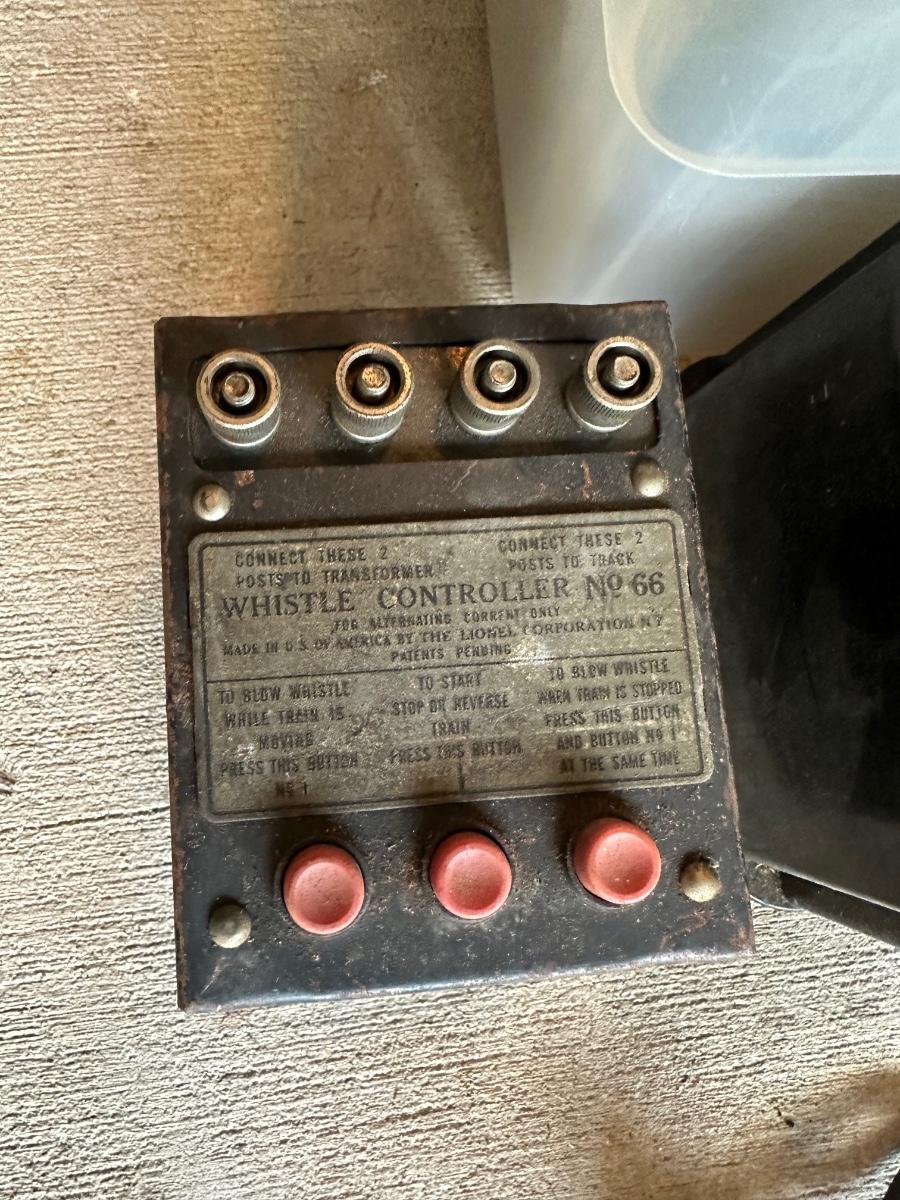 CONNECT THESE 2
POSTS TO TRANSFORMER
CONNECT THESE 2
POSTS TO TRACK
WHISTLE CONTROLLER No 66
FOR ALTERNATING CURRENT ONLY
MADE IN U.S. OF AMERICA BY THE LIONEL CORPORATION N Y
PATENTS PENDING
TO BLOW WHISTLE
WHILE TRAIN IS
MOVING
PRESS THIS BUTTON
No 1
TO START
STOP OR REVERSE
TRAIN
PRESS THIS BUTTON
TO BLOW WHISTLE
WHEN TRAIN IS STOPPED
PRESS THIS BUTTON
AND BUTTON No 1
AT THE SAME TIME